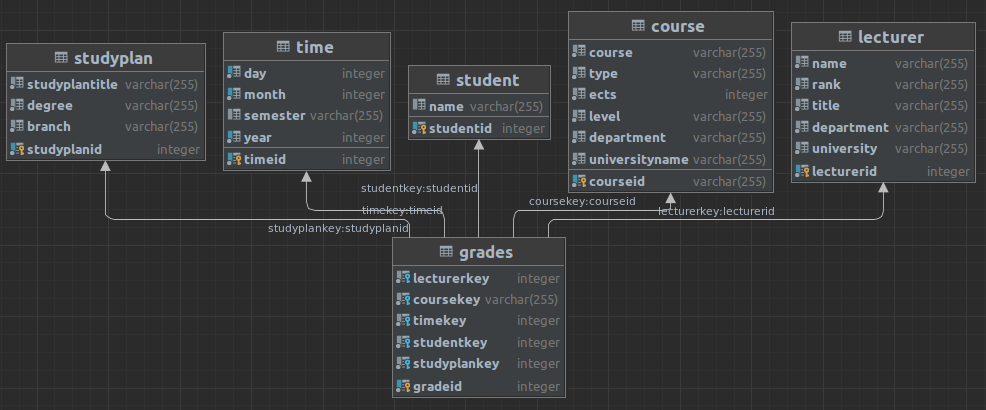 studyplan
studyplantitle varchar(255)
degree varchar(255)
branch varchar(255)
studyplanid integer
time
day integer
month integer
semester varchar(255)
year integer
timeid integer
student
name varchar(255)
studentid integer
course
course varchar(255)
type varchar(255)
ects integer
level varchar(255)
department varchar(255)
universityname varchar(255)
courseid varchar(255)
lecturer
name varchar(255)
rank varchar(255)
title varchar(255)
department varchar(255)
university varchar(255)
lecturerid integer
studentkey:studentid
coursekey:courseid
timekey:timeid
lecturerkey:lecturerid
studyplankey:studyplanid
grades
lecturerkey integer
coursekey varchar(255)
timekey integer
studentkey integer
studyplankey integer
gradeid integer